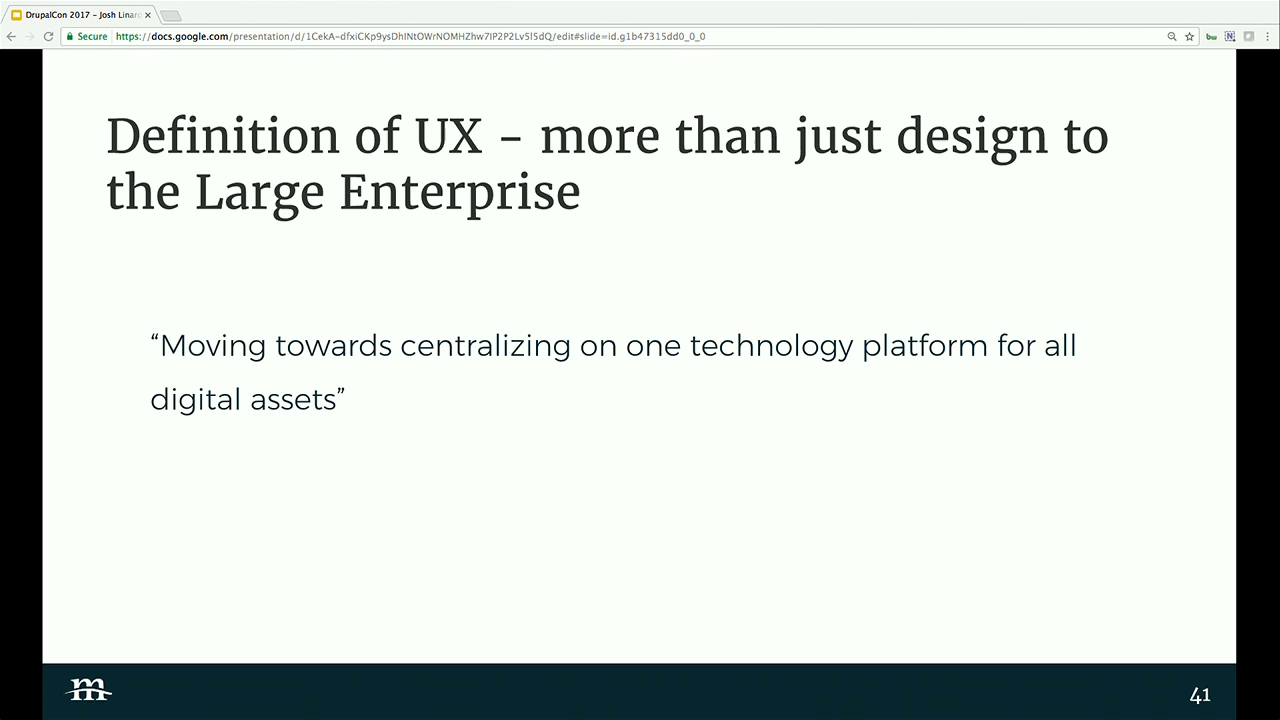 DrupalCon 2017 - Josh Linar
Secure
https://docs.google.com/presentation/d/1CekA-dfxiCKp9ysDhINtOWrNOMHZhw7IP2P2Lv5I5dQ/edit#slide=id.g1b47315dd0_0_0
Definition of UX – more than just design to
the Large Enterprise
“Moving towards centralizing on one technology platform for all
digital assets”
m
41